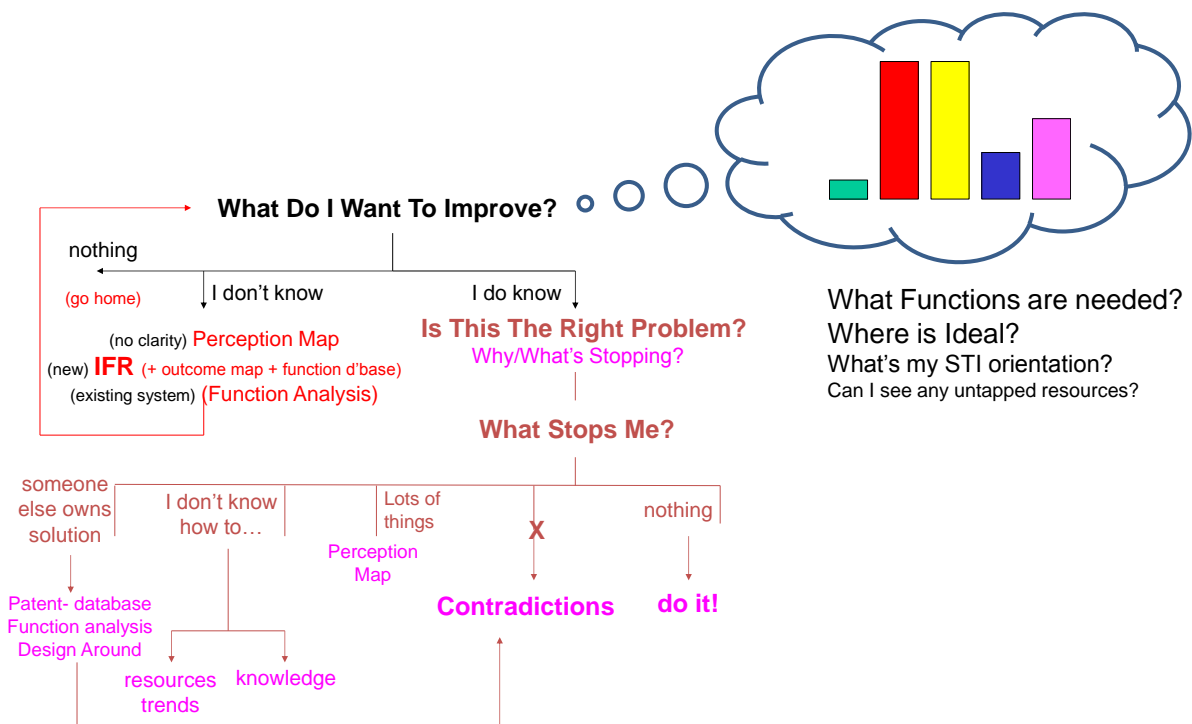 What Do I Want To Improve?
nothing
(go home)
I don’t know
I do know
(no clarity) Perception Map
(new) IFR (+ outcome map + function d’base)
(existing system) (Function Analysis)
Is This The Right Problem?
Why/What’s Stopping?
What Functions are needed?
Where is Ideal?
What’s my STI orientation?
Can I see any untapped resources?
What Stops Me?
someone
else owns
solution
I don’t know
how to…
Lots of
things
X
nothing
Patent- database
Function analysis
Design Around
resources
trends
knowledge
Perception
Map
Contradictions
do it!